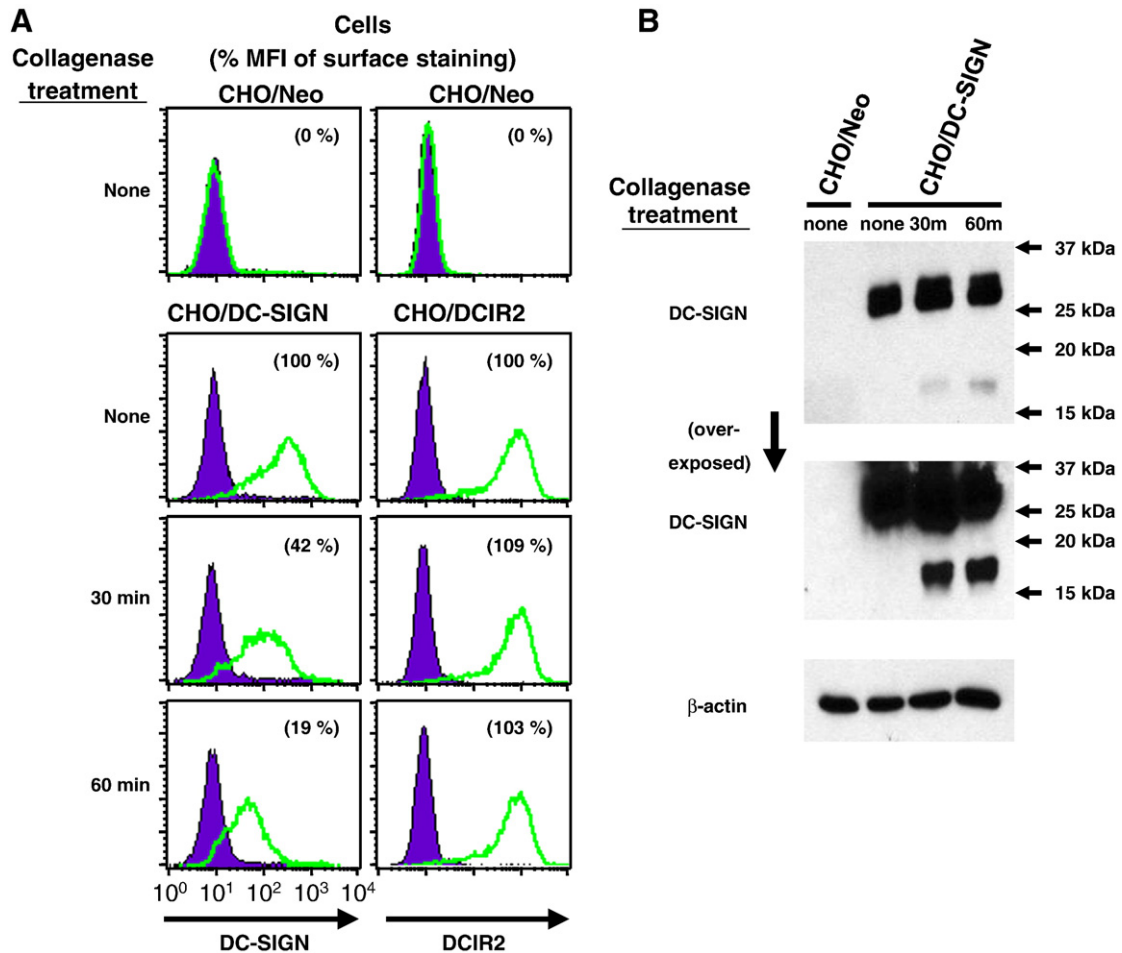 A
Cells
Collagenase treatment
(% MFI of surface staining)
CHO/Neo
CHO/Neo
None
(0 %)
(0 %)
CHO/DC-SIGN
CHO/DCIR2
None
(100 %)
(100 %)
30 min
(42 %)
(109 %)
60 min
(19 %)
(103 %)
10⁰ 10¹ 10² 10³ 10⁴
DC-SIGN
DCIR2
B
CHO/Neo
CHO/DC-SIGN
Collagenase
treatment
none none 30m 60m
37 kDa
DC-SIGN
25 kDa
20 kDa
15 kDa
(over-
exposed)
37 kDa
DC-SIGN
25 kDa
20 kDa
15 kDa
β-actin